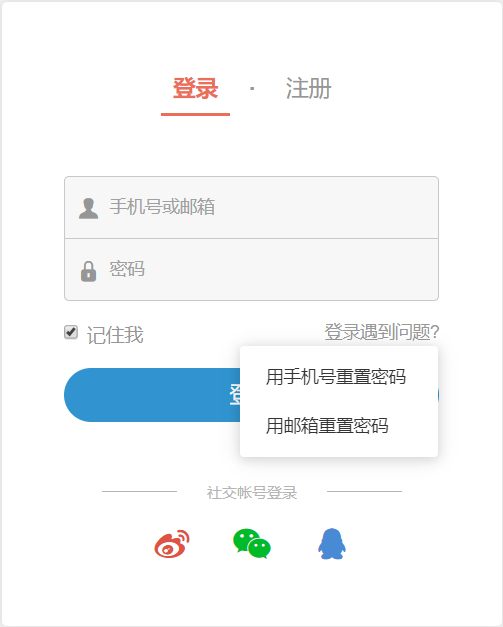 登录 · 注册
手机号或邮箱
密码
记住我 登录遇到问题?
用手机号重置密码
用邮箱重置密码
社交帐号登录